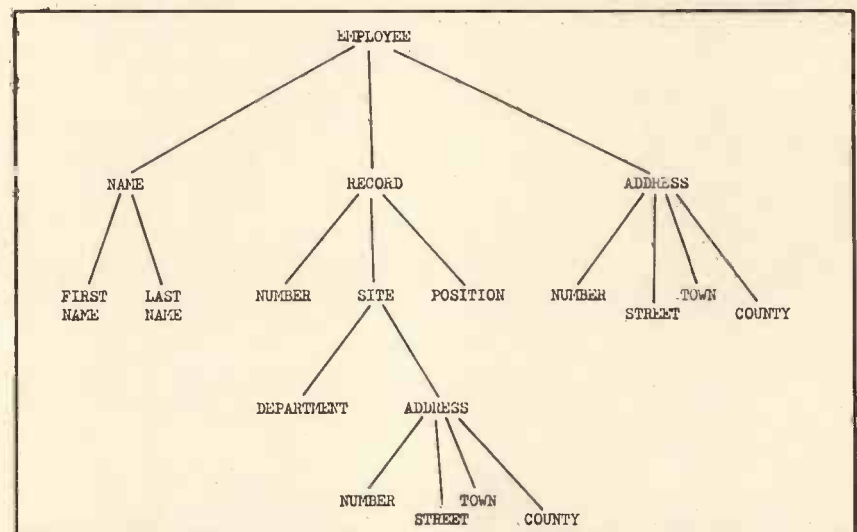 EMPLOYEE
NAME RECORD ADDRESS
FIRST NAME LAST NAME NUMBER SITE POSITION NUMBER STREET TOWN COUNTY
DEPARTMENT ADDRESS
NUMBER STREET TOWN COUNTY